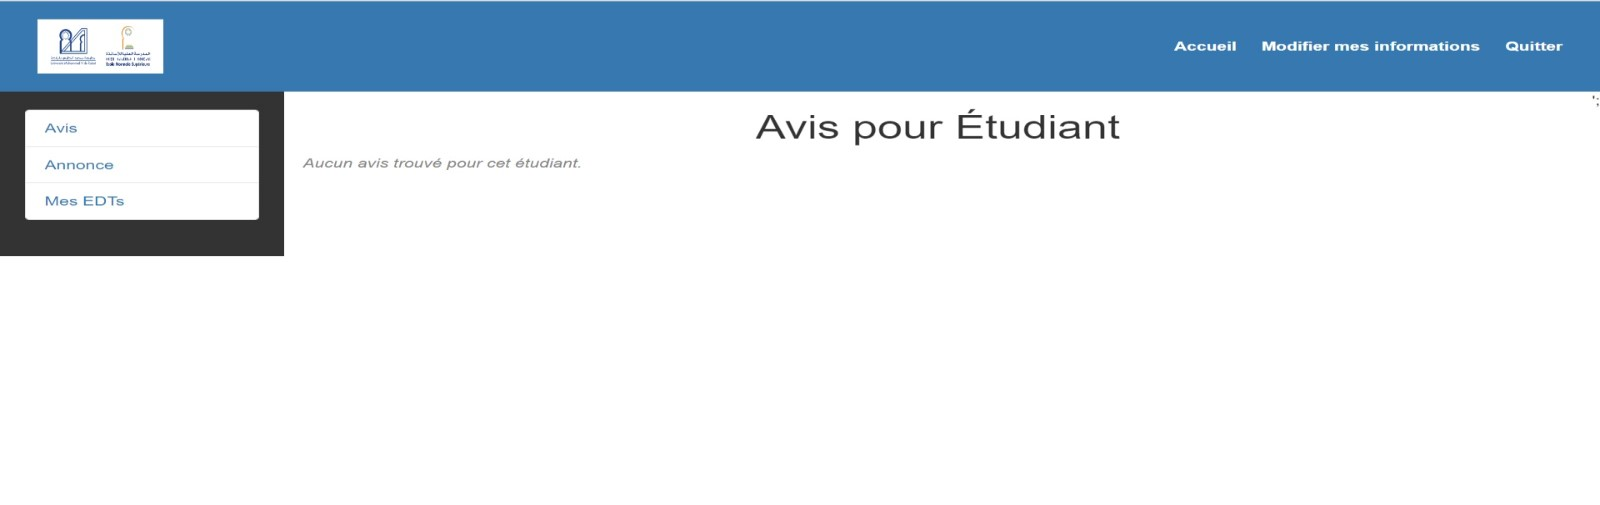 Accueil Modifier mes informations Quitter
';
Avis
Annonce
Mes EDTs
Avis pour Étudiant
Aucun avis trouvé pour cet étudiant.